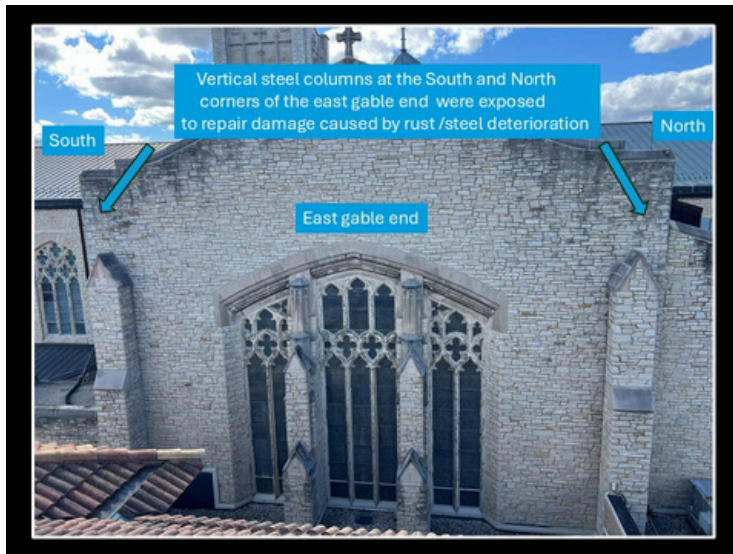 Vertical steel columns at the South and North
corners of the east gable end were exposed
to repair damage caused by rust /steel deterioration
South
North
East gable end